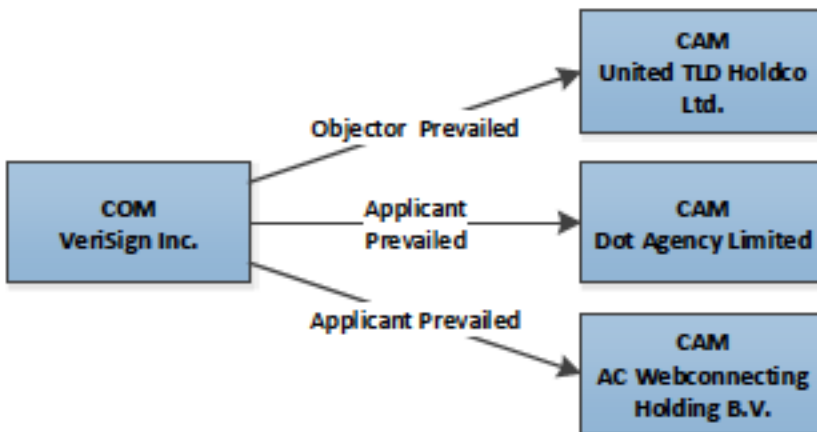 COM
VeriSign Inc.
Objector Prevailed
CAM
United TLD Holdco
Ltd.
Applicant
Prevailed
CAM
Dot Agency Limited
Applicant Prevailed
CAM
AC Webconnecting
Holding B.V.